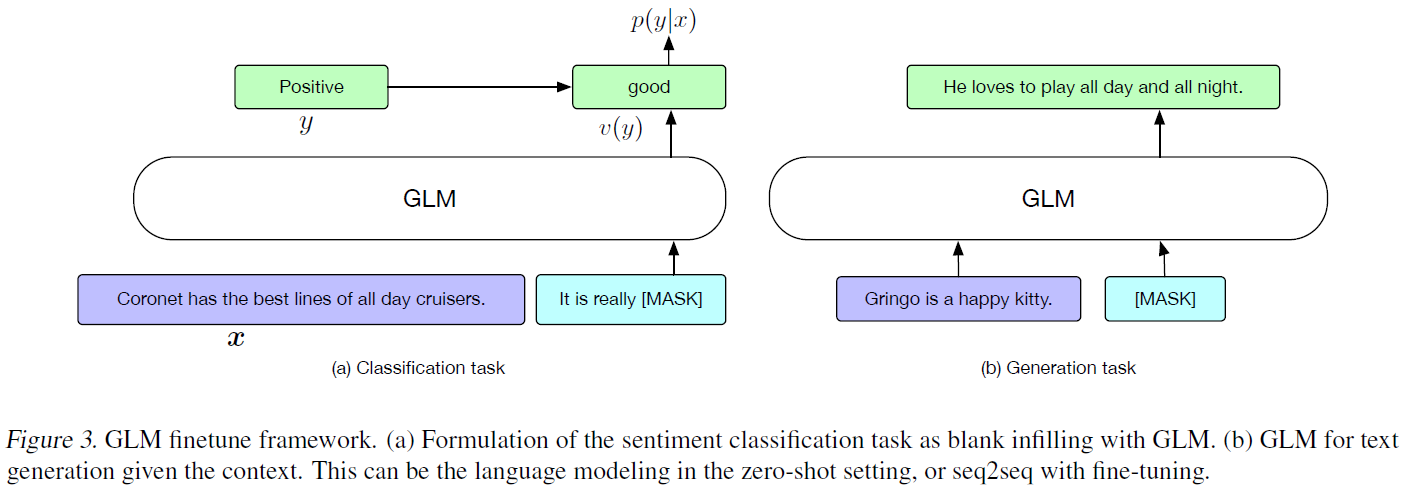 p(y|x)
Positive
good
He loves to play all day and all night.
y
v(y)
GLM
GLM
Coronet has the best lines of all day cruisers.
It is really [MASK]
Gringo is a happy kitty.
[MASK]
x
(a) Classification task
(b) Generation task
Figure 3. GLM finetune framework. (a) Formulation of the sentiment classification task as blank infilling with GLM. (b) GLM for text
generation given the context. This can be the language modeling in the zero-shot setting, or seq2seq with fine-tuning.